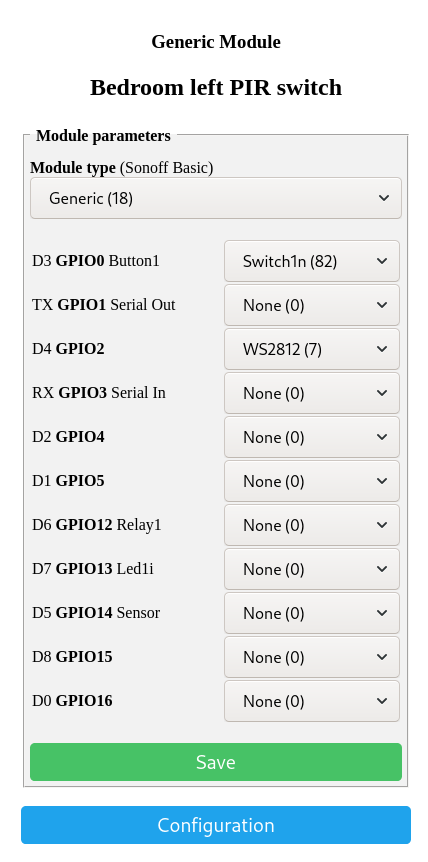 Generic Module
Bedroom left PIR switch
Module parameters
Module type (Sonoff Basic)
Generic (18)
D3 GPIO0 Button1 Switch1n (82)
TX GPIO1 Serial Out None (0)
D4 GPIO2 WS2812 (7)
RX GPIO3 Serial In None (0)
D2 GPIO4 None (0)
D1 GPIO5 None (0)
D6 GPIO12 Relay1 None (0)
D7 GPIO13 Led1i None (0)
D5 GPIO14 Sensor None (0)
D8 GPIO15 None (0)
D0 GPIO16 None (0)
Save
Configuration